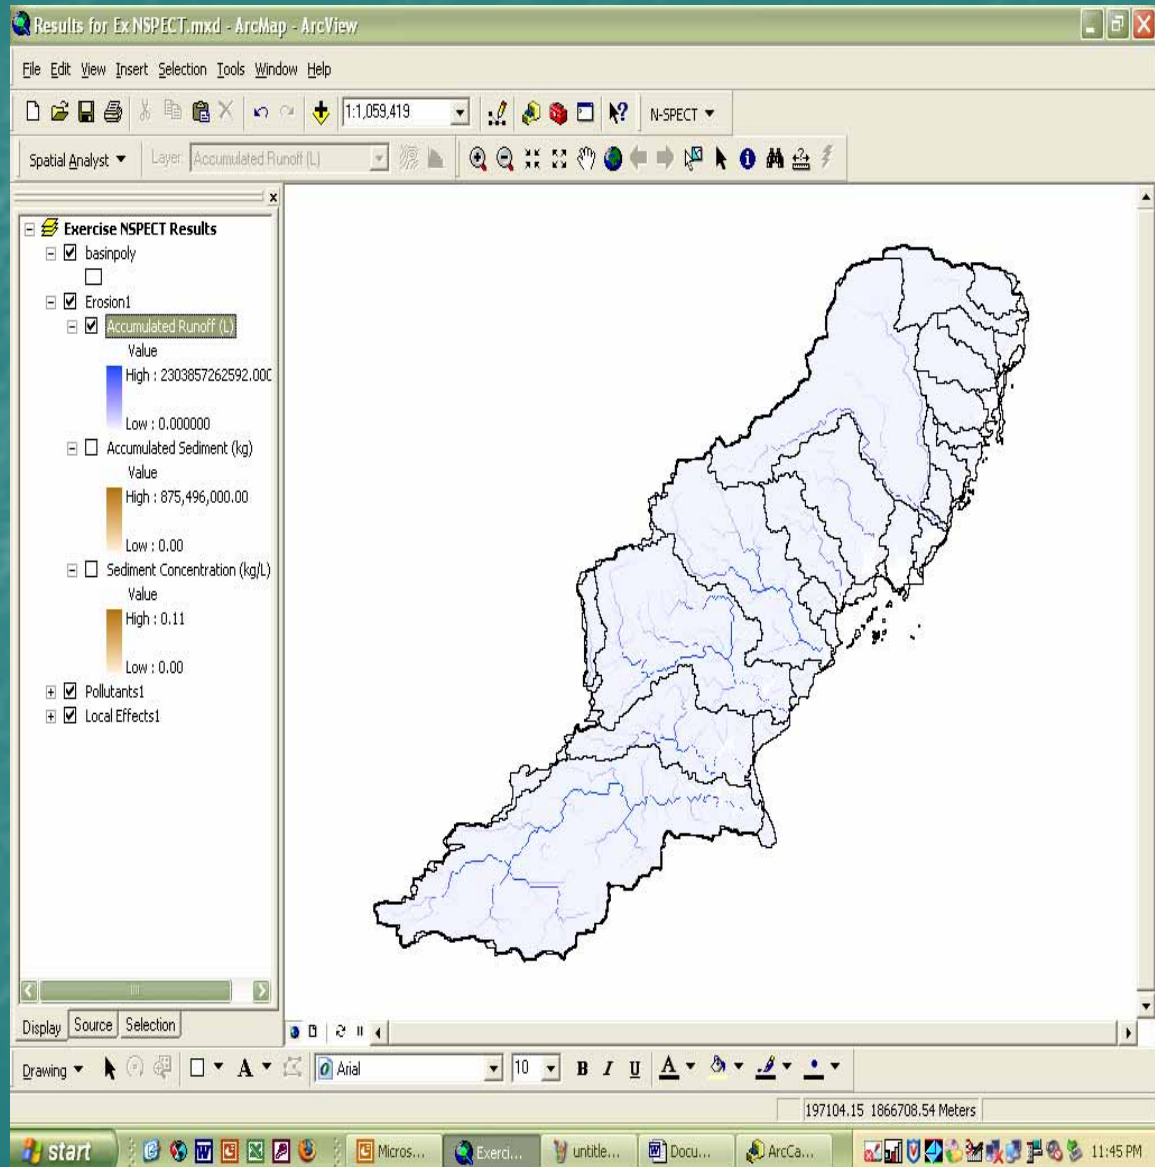 Results for Ex NSPECT.mxd - ArcMap - ArcView
File Edit View Insert Selection Tools Window Help
1:1,059,419 N-SPECT
Spatial Analyst Layer: Accumulated Runoff (L)
Exercise NSPECT Results
basinpoly
Erosion1
Accumulated Runoff (L)
Value
High : 2303857262592.000
Low : 0.000000
Accumulated Sediment (kg)
Value
High : 875,496,000.00
Low : 0.00
Sediment Concentration (kg/L)
Value
High : 0.11
Low : 0.00
Pollutants1
Local Effects1
Display Source Selection
Drawing A Arial 10 B I U A
197104.15 1866708.54 Meters
start Micros... Exerci... untitle... Docu... ArcCa... 11:45 PM